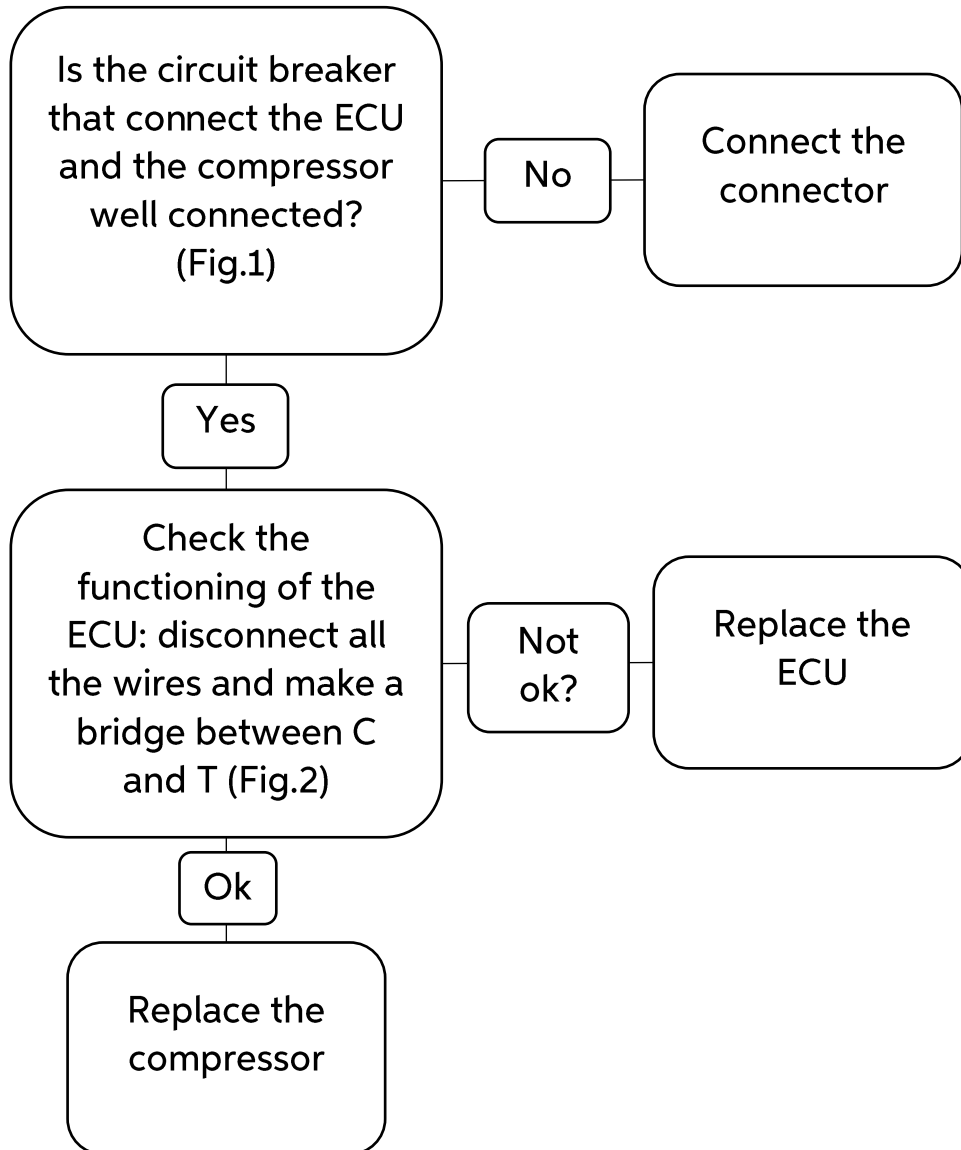 Is the circuit breaker
that connect the ECU
and the compressor
well connected?
(Fig.1)
No
Connect the
connector
Yes
Check the
functioning of the
ECU: disconnect all
the wires and make a
bridge between C
and T (Fig.2)
Not
ok?
Replace the
ECU
Ok
Replace the
compressor